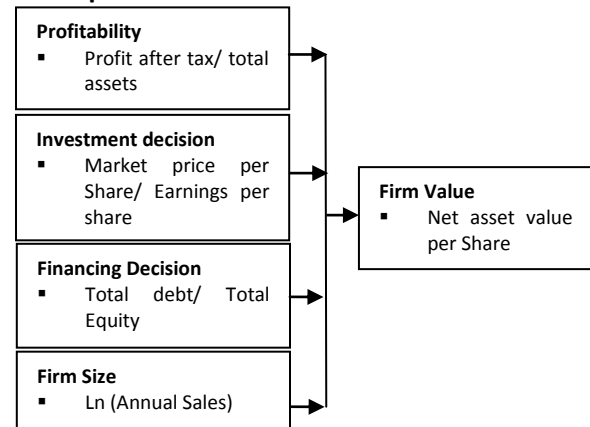 Profitability
▪ Profit after tax/ total
assets
Investment decision
▪ Market price per
Share/ Earnings per
share
Financing Decision
▪ Total debt/ Total
Equity
Firm Size
▪ Ln (Annual Sales)
Firm Value
▪ Net asset value
per Share